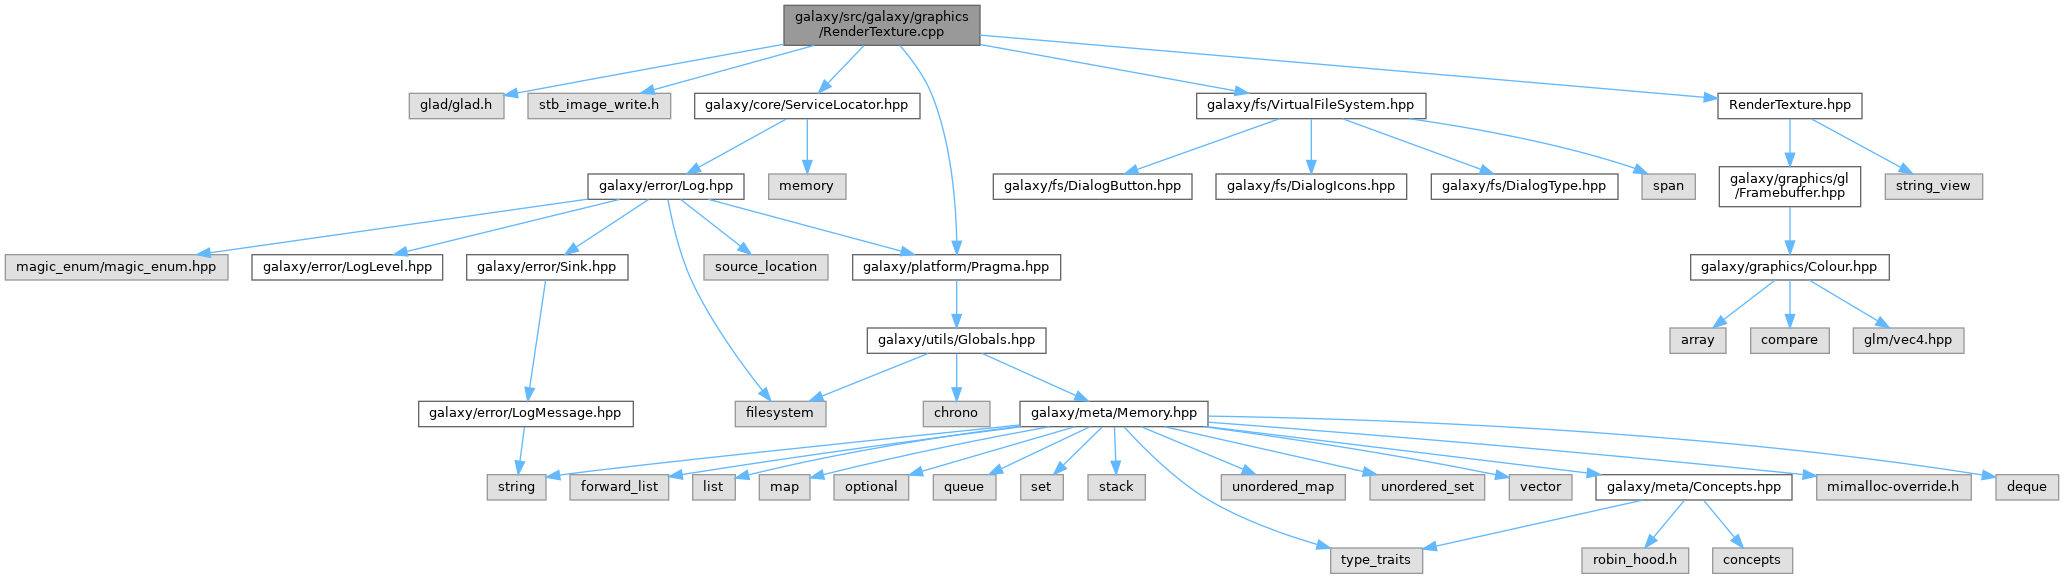 galaxy/src/galaxy/graphics
/RenderTexture.cpp
glad/glad.h
stb_image_write.h
galaxy/core/ServiceLocator.hpp
galaxy/fs/VirtualFileSystem.hpp
RenderTexture.hpp
galaxy/error/Log.hpp
memory
galaxy/fs/DialogButton.hpp
galaxy/fs/DialogIcons.hpp
galaxy/fs/DialogType.hpp
span
galaxy/graphics/gl
/Framebuffer.hpp
string_view
magic_enum/magic_enum.hpp
galaxy/error/LogLevel.hpp
galaxy/error/Sink.hpp
source_location
galaxy/platform/Pragma.hpp
galaxy/graphics/Colour.hpp
galaxy/utils/Globals.hpp
array
compare
glm/vec4.hpp
galaxy/error/LogMessage.hpp
filesystem
chrono
galaxy/meta/Memory.hpp
string
forward_list
list
map
optional
queue
set
stack
unordered_map
unordered_set
vector
galaxy/meta/Concepts.hpp
mimalloc-override.h
deque
type_traits
robin_hood.h
concepts